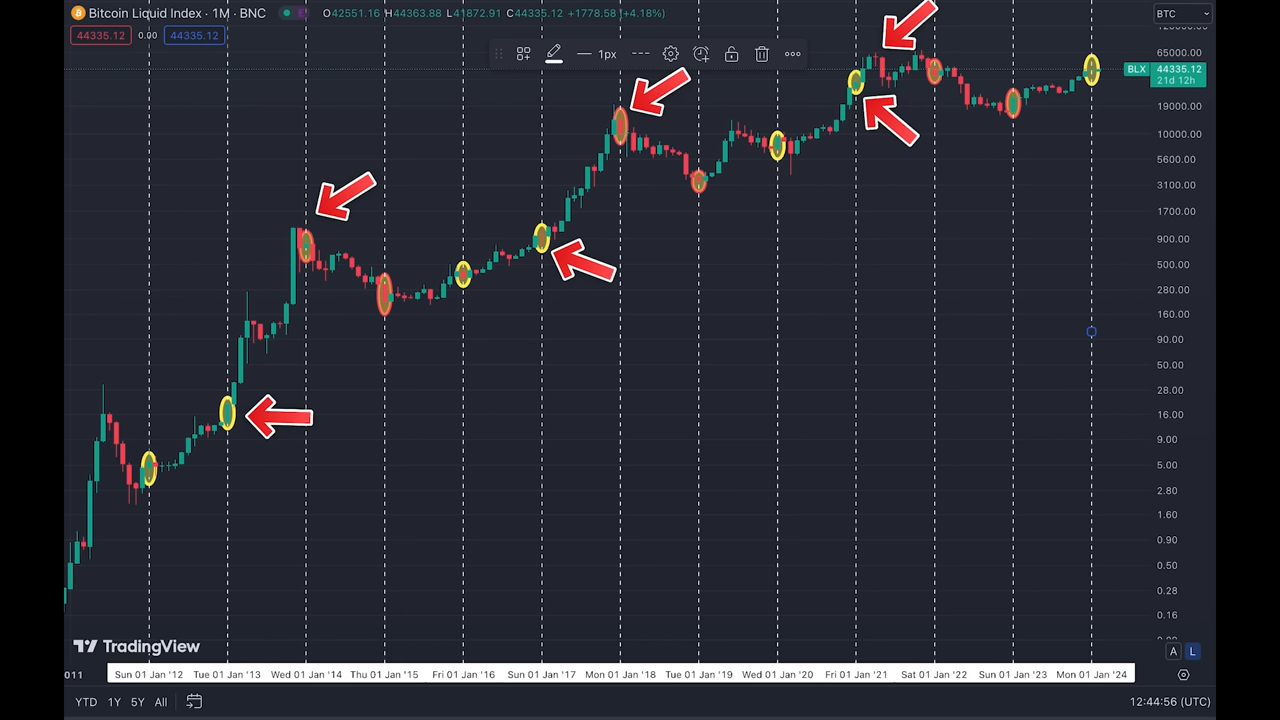 Bitcoin Liquid Index · 1M · BNC
O42551.16 H44363.88 L41872.91 C44335.12 +1778.58 (+4.18%)
BTC
44335.12 0.00 44335.12
1px
65000.00
BLX 44335.12
21d 12h
19000.00
10000.00
5600.00
3100.00
1700.00
900.00
500.00
280.00
160.00
90.00
50.00
28.00
16.00
9.00
5.00
2.80
1.60
0.90
0.50
0.28
0.16
TradingView
A L
011 Sun 01 Jan '12 Tue 01 Jan '13 Wed 01 Jan '14 Thu 01 Jan '15 Fri 01 Jan '16 Sun 01 Jan '17 Mon 01 Jan '18 Tue 01 Jan '19 Wed 01 Jan '20 Fri 01 Jan '21 Sat 01 Jan '22 Sun 01 Jan '23 Mon 01 Jan '24
YTD 1Y 5Y All 12:44:56 (UTC)